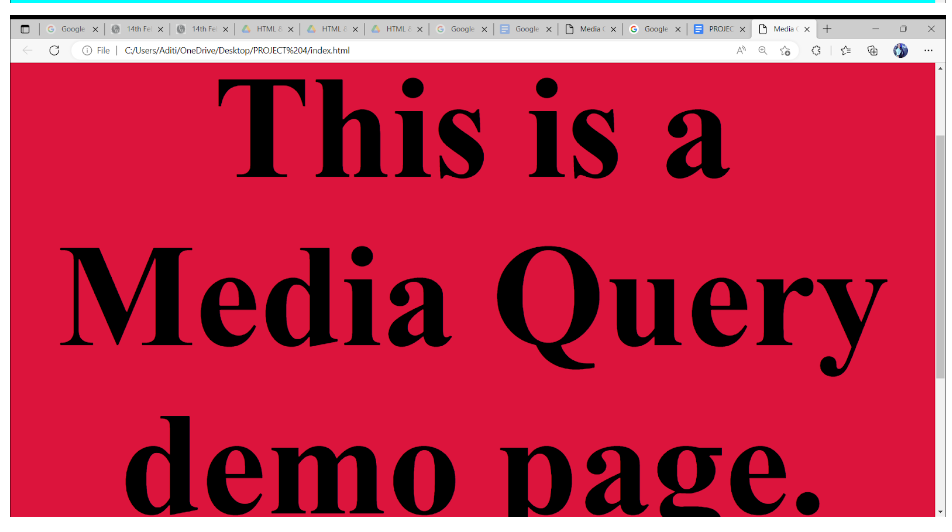 Google
14th Fe
14th Fe
HTML
HTML
HTML
Google
Google
Media
Google
PROJEC
Media
File | C:/Users/Aditi/OneDrive/Desktop/PROJECT%204/index.html
This is a
Media Query
demo page.